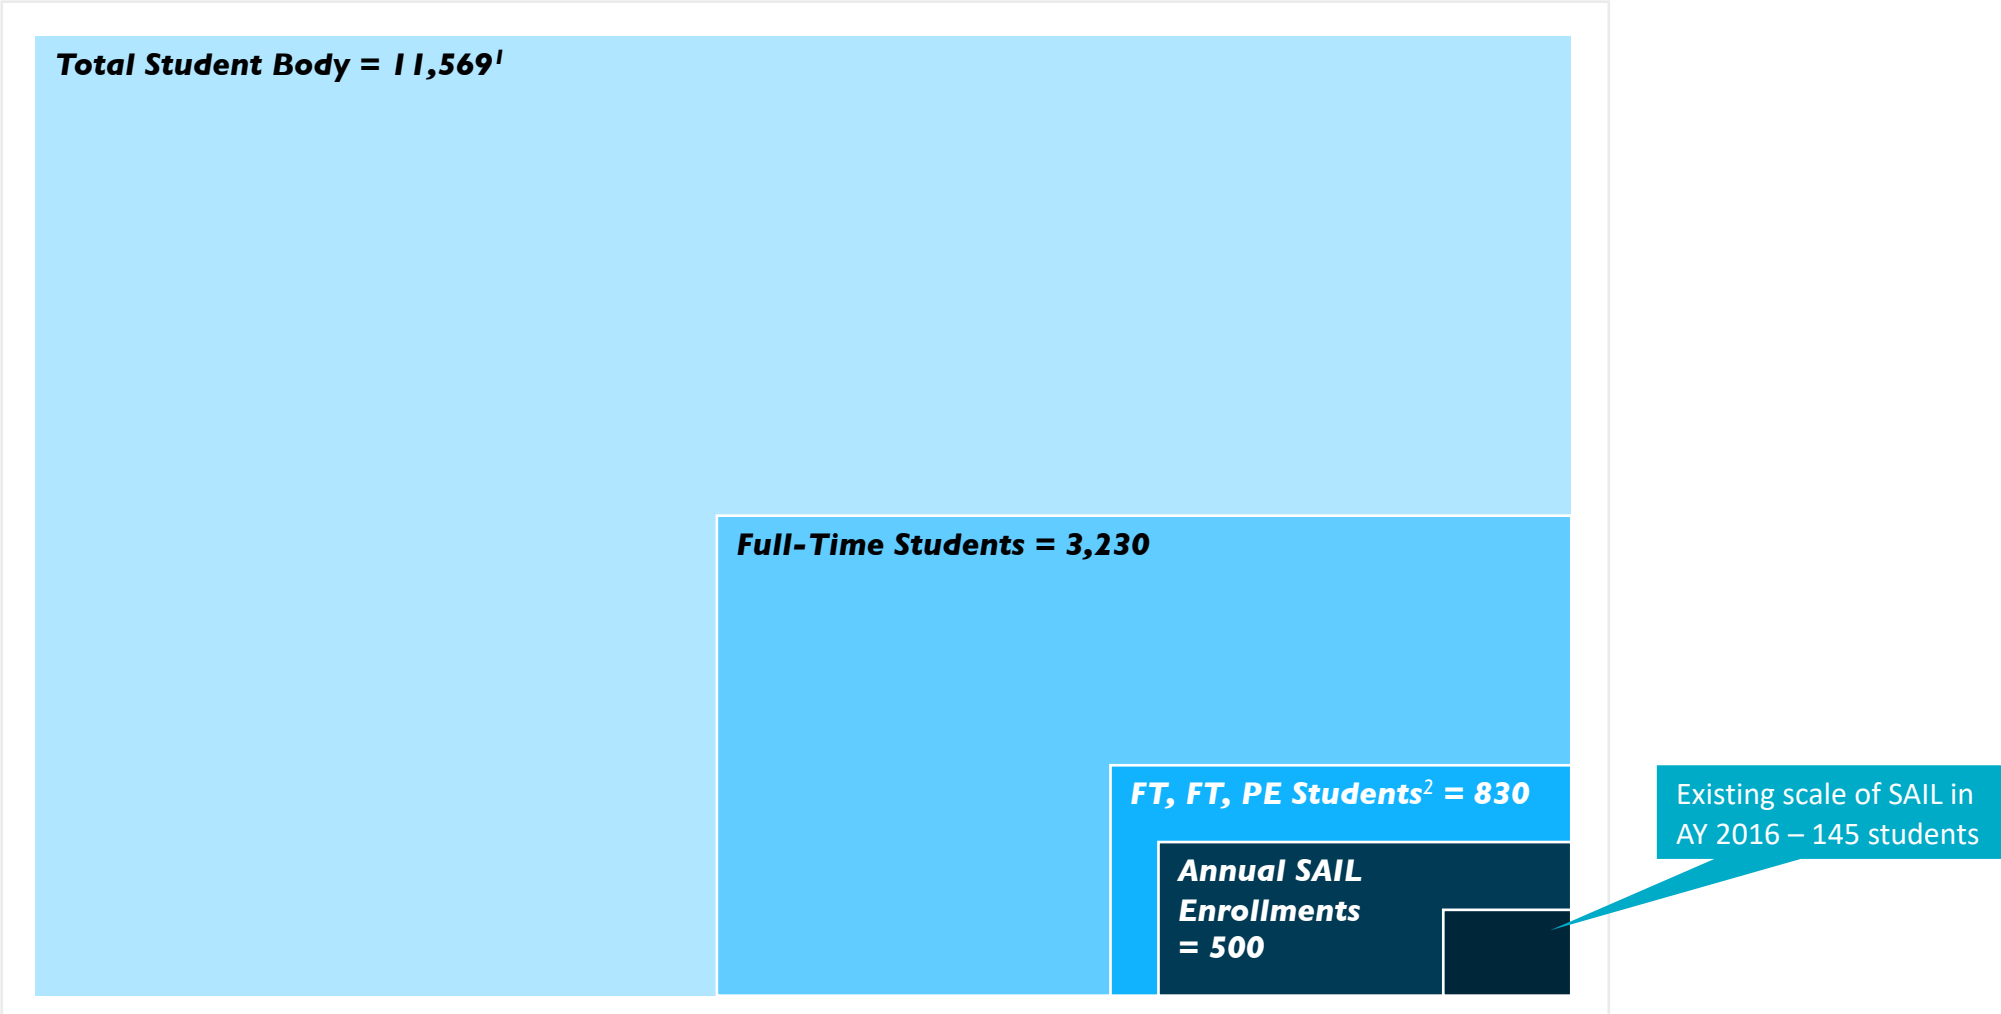 Total Student Body = 11,569¹
Full-Time Students = 3,230
FT, FT, PE Students² = 830
Existing scale of SAIL in
AY 2016 – 145 students
Annual SAIL
Enrollments
= 500